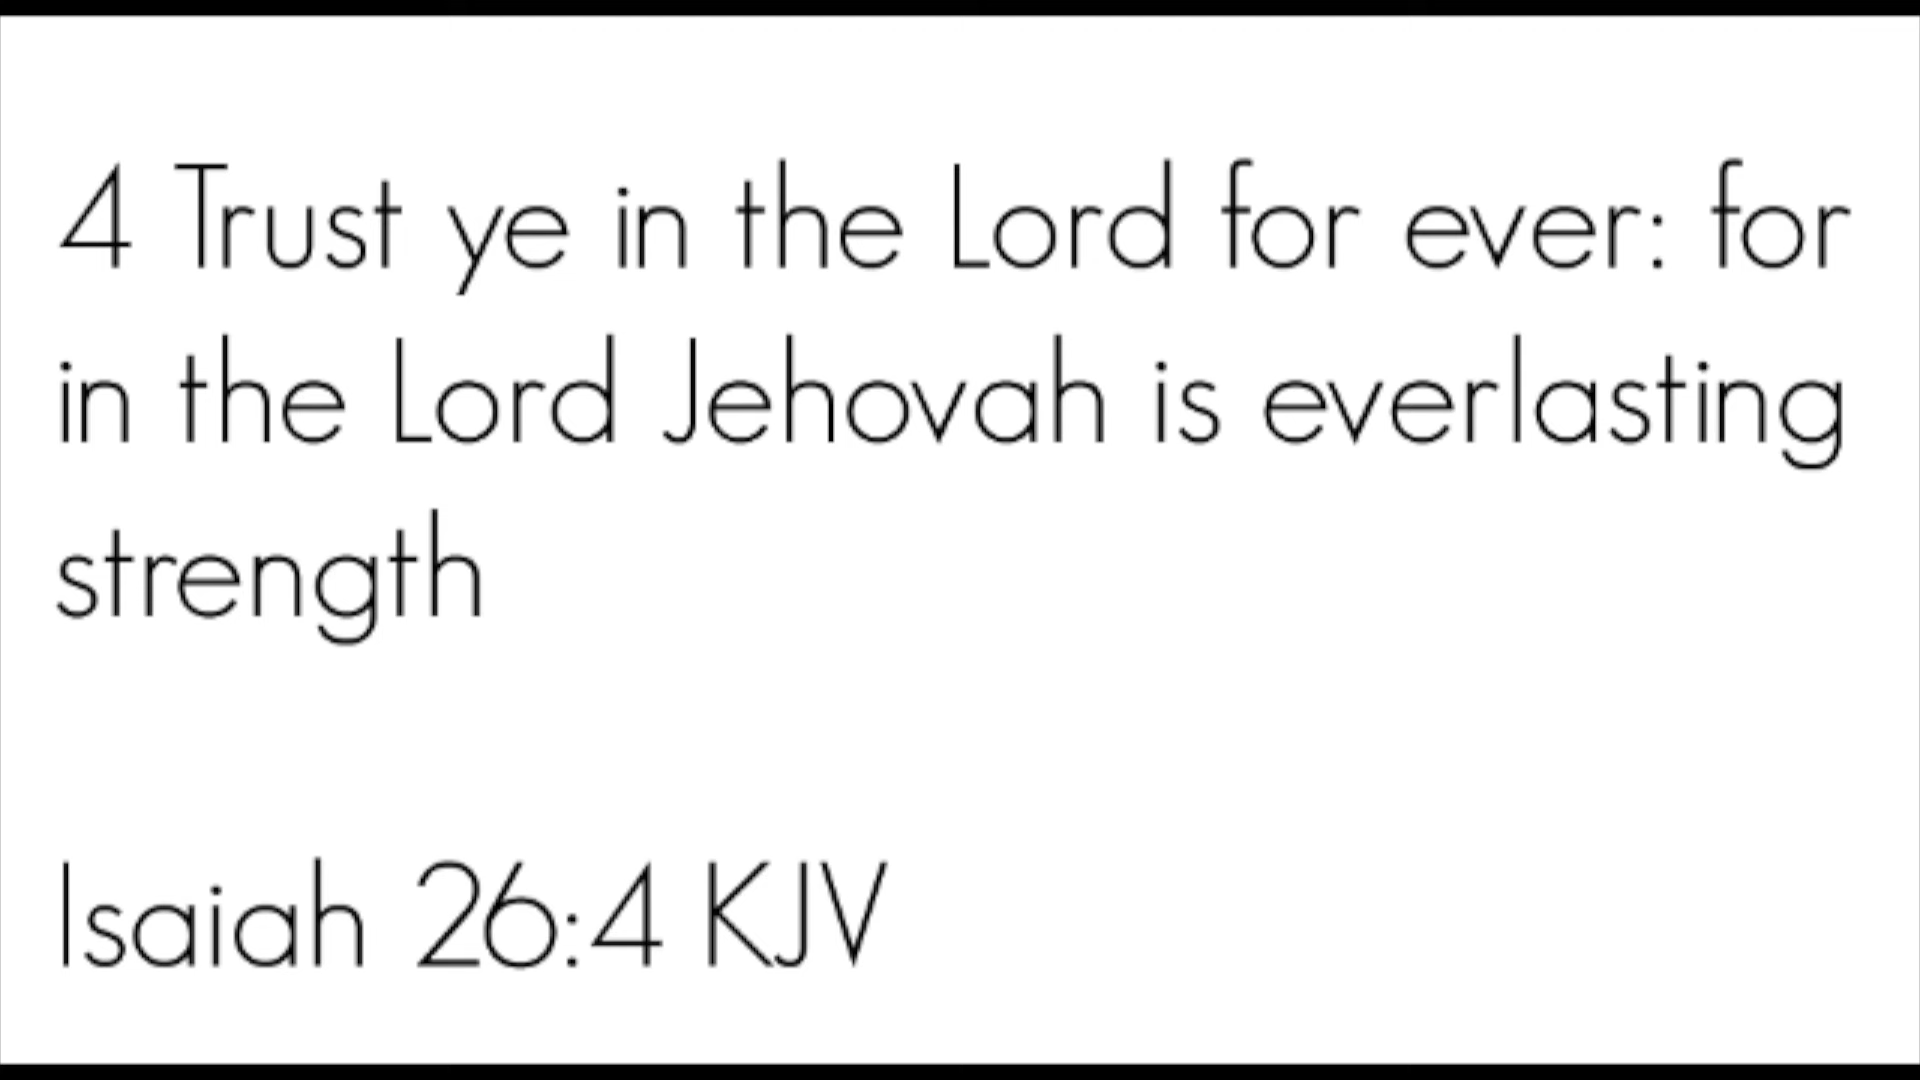 4 Trust ye in the Lord for ever: for
in the Lord Jehovah is everlasting
strength
Isaiah 26:4 KJV